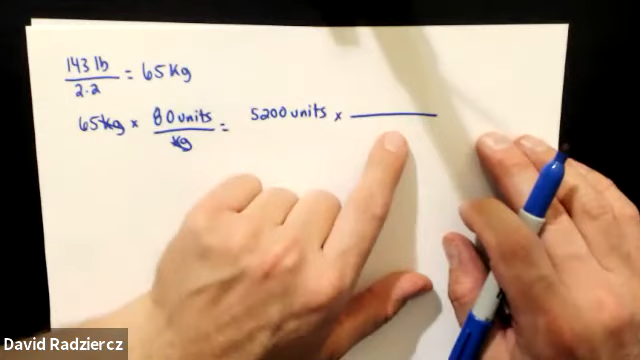 143 lb / 2.2 = 65 Kg
65 kg × 80 units / kg = 5200 units ×
David Radziercz